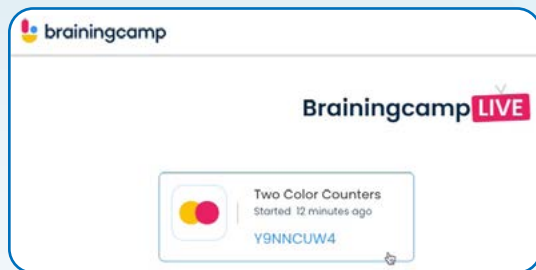 brainingcamp
Brainingcamp LIVE
Two Color Counters
Started 12 minutes ago
Y9NNCUW4